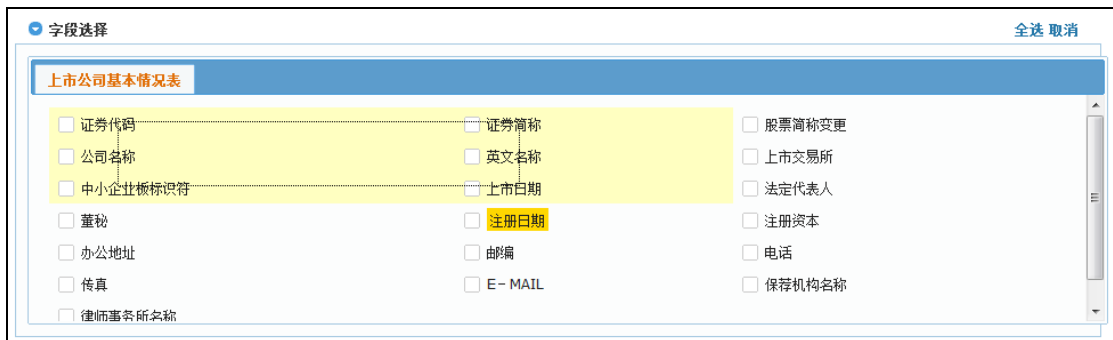 字段选择 全选 取消
上市公司基本情况表
证券代码 证券简称 股票简称变更
公司名称 英文名称 上市交易所
中小企业板标识符 上市日期 法定代表人
董秘 注册日期 注册资本
办公地址 邮编 电话
传真 E-MAIL 保荐机构名称
律师事务所名称